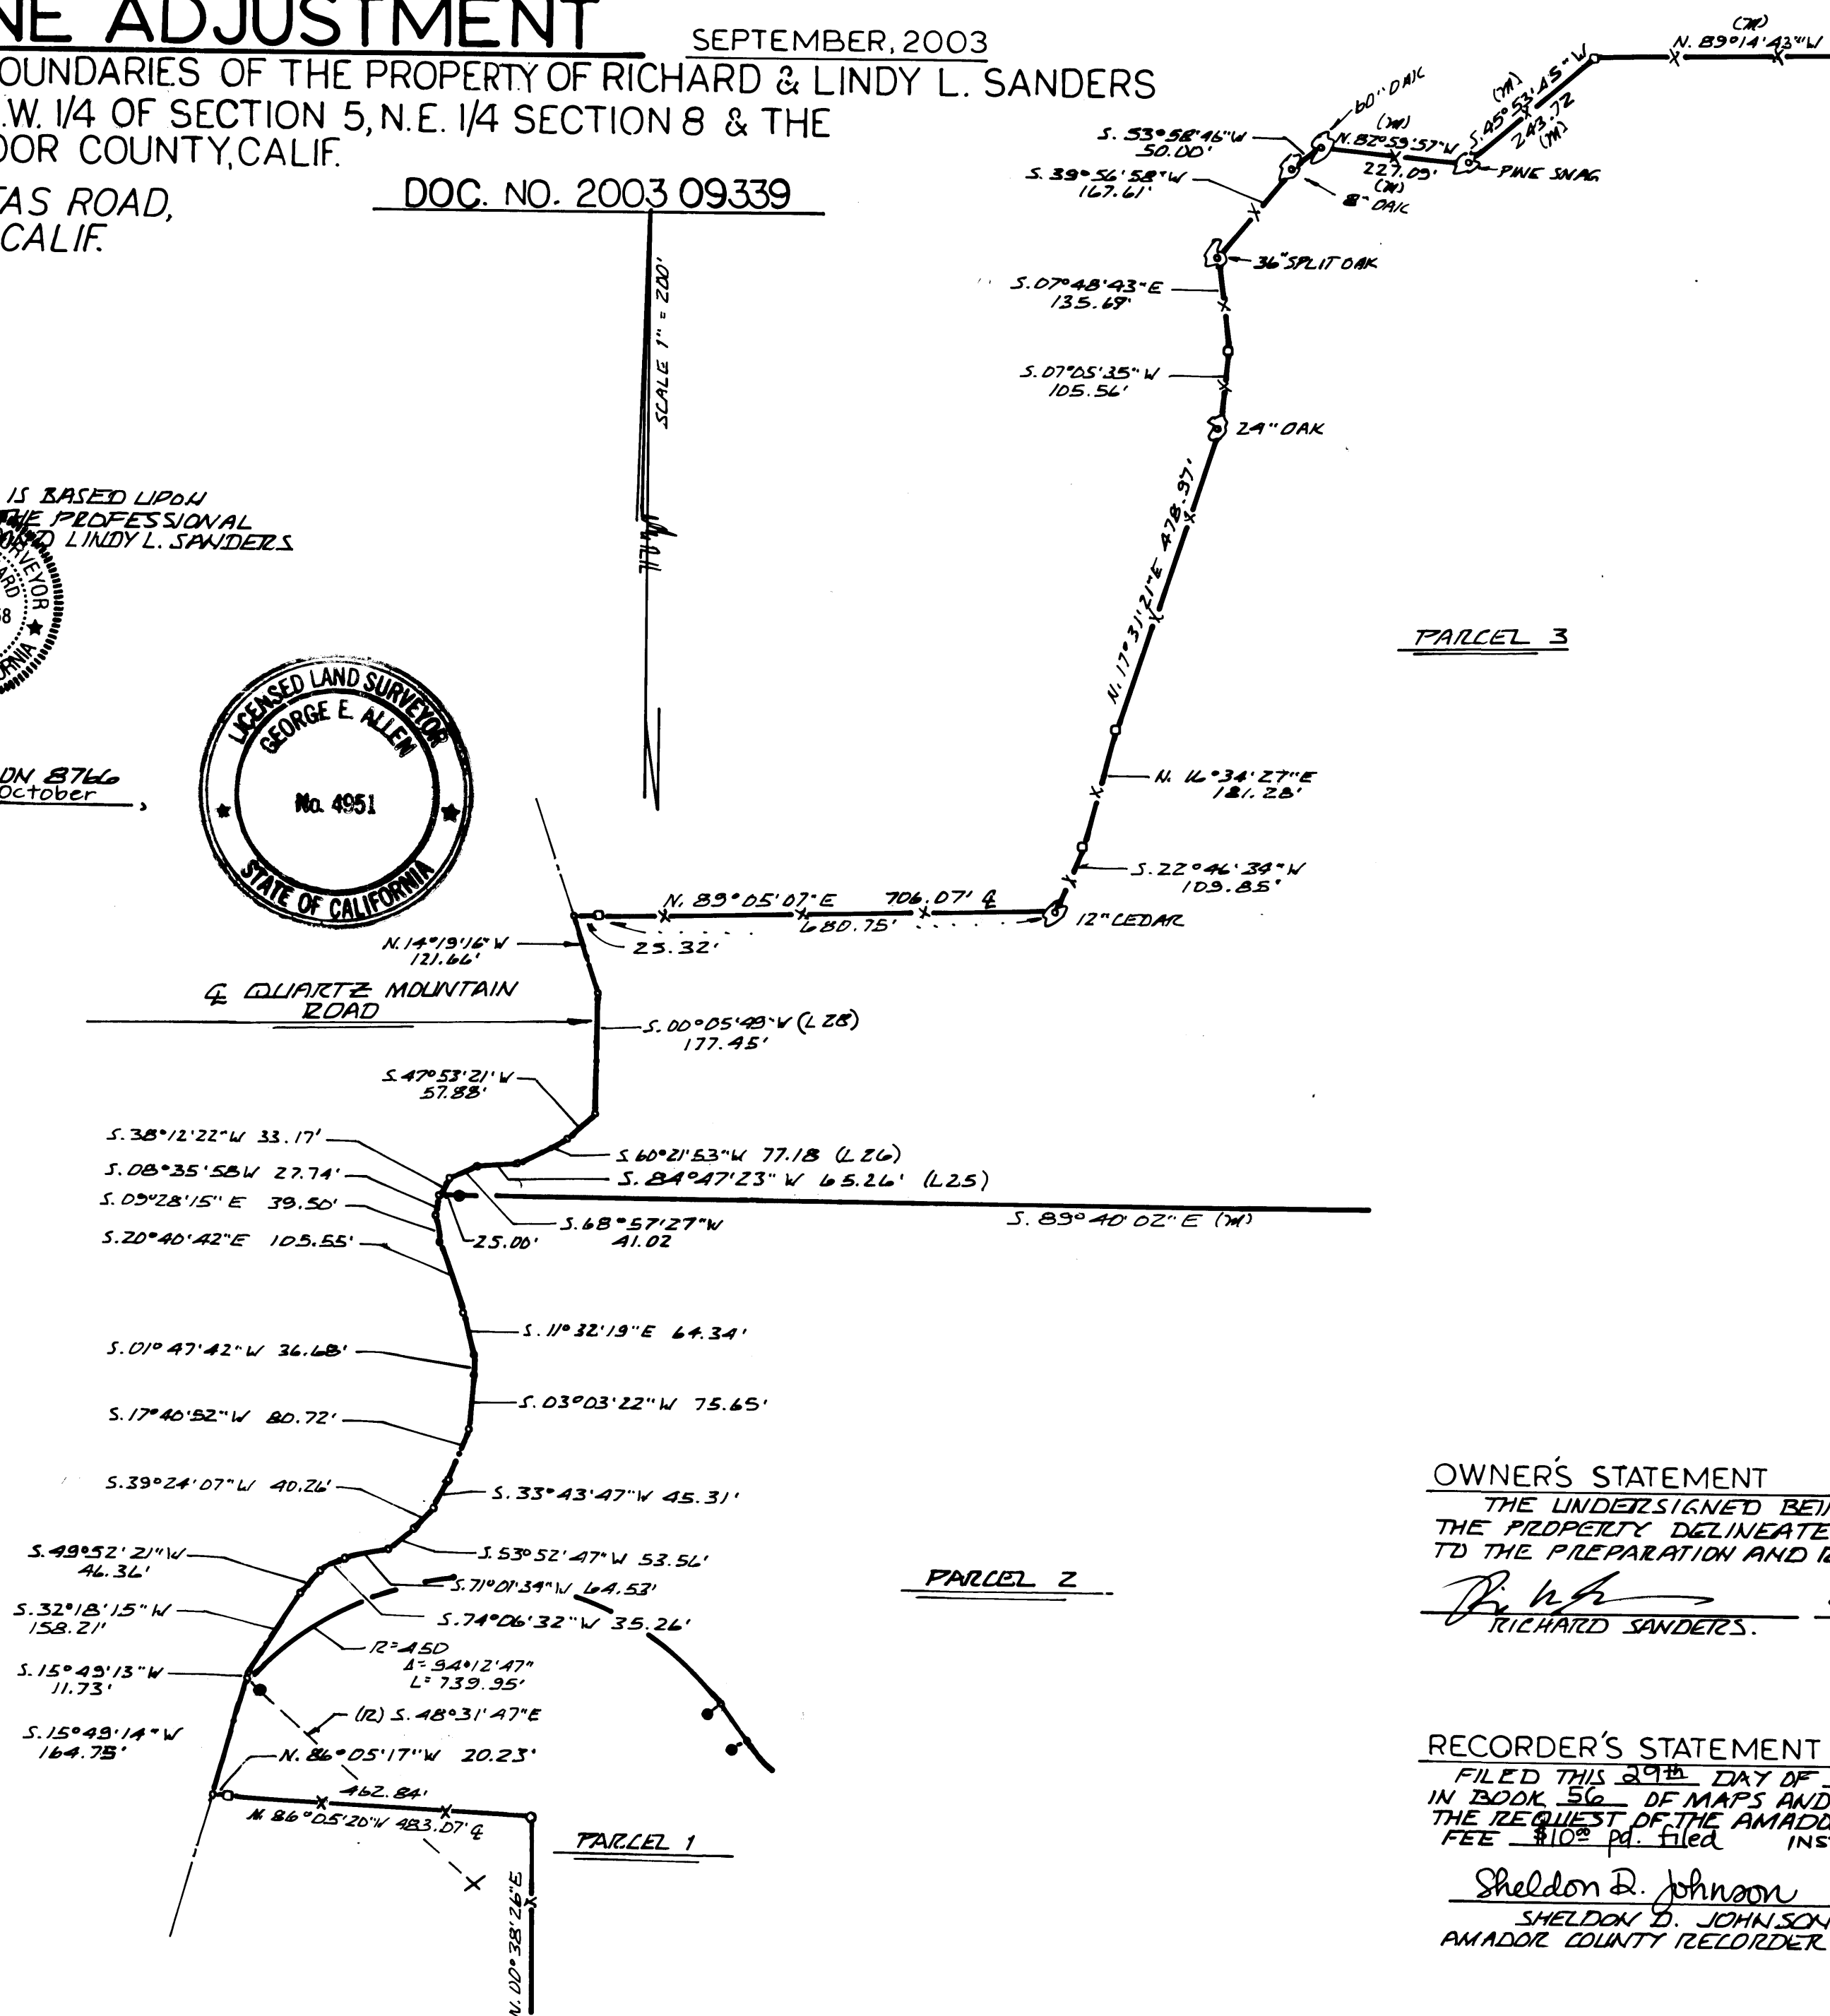 NE ADJUSTMENT
SEPTEMBER, 2003
OUNDARIES OF THE PROPERTY OF RICHARD & LINDY L. SANDERS
.W. 1/4 OF SECTION 5, N.E. 1/4 SECTION 8 & THE
DOR COUNTY, CALIF.
TAS ROAD,
CALIF.
DOC. NO. 2003 09339
SCALE 1" = 200'
(M)
N. 89°14'43"W
(M)
S. 45°53'45"W
243.72
(M)
60" OAK
(M)
N. 82°59'57"W
227.09'
(M)
PINE SNAG
S. 53°58'46"W
50.00'
8" OAK
S. 39°56'58"W
167.61'
36" SPLIT OAK
S. 07°48'43"E
135.69'
S. 07°05'35"W
105.56'
24" OAK
N. 17°31'21"E 478.97'
PARCEL 3
N. 16°34'27"E
181.28'
S. 22°46'34"W
109.85'
12" CEDAR
IS BASED UPON
THE PROFESSIONAL
LINDY L. SANDERS
LICENSED LAND SURVEYOR
GEORGE E. ALLEN
No. 4951
STATE OF CALIFORNIA
ON 8766
October ,
N. 89°05'07"E 706.07' ℄
680.75'
25.32'
N. 14°19'16"W
121.66'
℄ QUARTZ MOUNTAIN
ROAD
S. 00°05'49"W (L28)
177.45'
S. 47°53'21"W
57.88'
S. 38°12'22"W 33.17'
S. 60°21'53"W 77.18 (L26)
S. 08°35'58W 27.74'
S. 84°47'23"W 65.26' (L25)
S. 09°28'15"E 39.50'
S. 89°40'02"E (M)
S. 68°57'27"W
41.02
25.00'
S. 20°40'42"E 105.55'
S. 11°32'19"E 64.34'
S. 01°47'42"W 36.68'
S. 03°03'22"W 75.65'
S. 17°40'52"W 80.72'
S. 39°24'07"W 40.26'
S. 33°43'47"W 45.31'
S. 53°52'47"W 53.56'
S. 49°52'21"W
46.36'
S. 71°01'34"W 64.53'
PARCEL 2
S. 32°18'15"W
158.21'
S. 74°06'32"W 35.26'
R=450
Δ=94°12'47"
L=739.95'
S. 15°49'13"W
11.73'
(R) S. 48°31'47"E
S. 15°49'14"W
164.75'
N. 86°05'17"W 20.23'
462.84'
N. 86°05'20"W 483.07' ℄
PARCEL 1
N. 00°38'26"E
OWNER'S STATEMENT
THE UNDERSIGNED BEI
THE PROPERTY DELINEATE
TO THE PREPARATION AND
RICHARD SANDERS.
RECORDER'S STATEMENT
FILED THIS 29th DAY OF
IN BOOK 56 OF MAPS AND
THE REQUEST OF THE AMADO
FEE $10.00 pd. filed INS
Sheldon D. Johnson
SHELDON D. JOHNSON
AMADOR COUNTY RECORDER